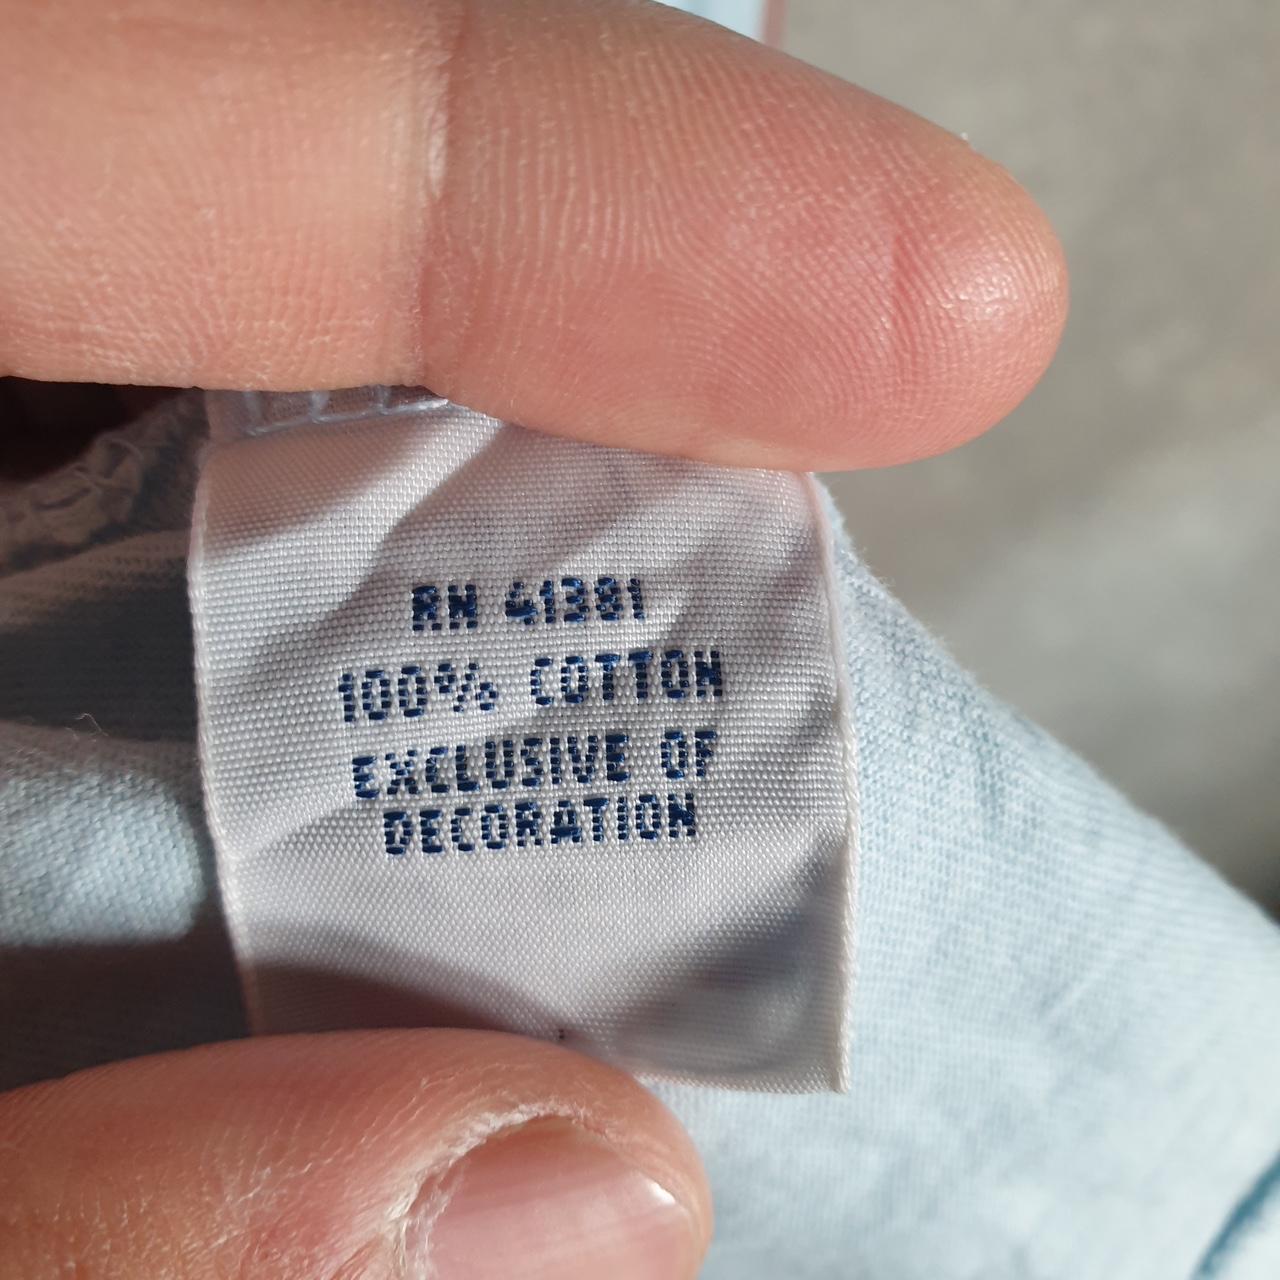 RN 41381
100% COTTON
EXCLUSIVE OF
DECORATION